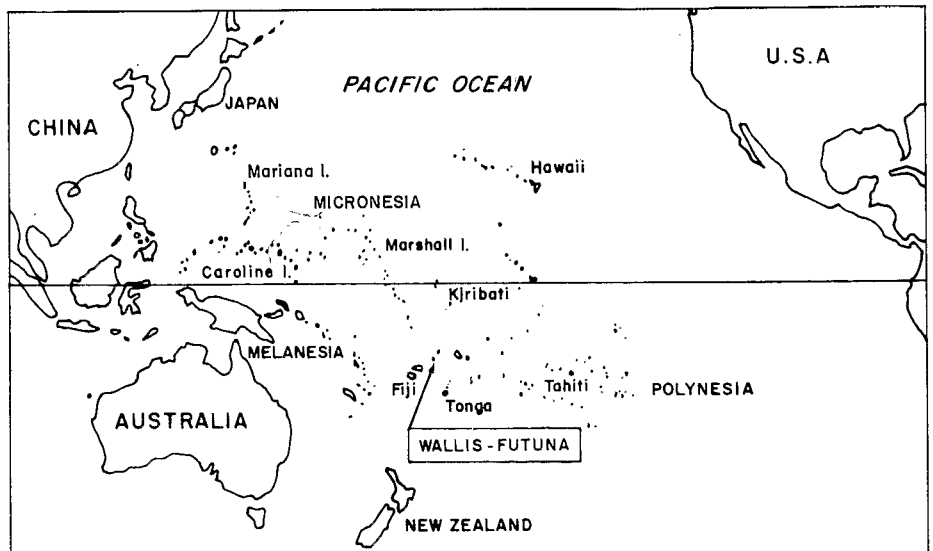 U.S.A
PACIFIC OCEAN
JAPAN
CHINA
Mariana I.
Hawaii
MICRONESIA
Marshall I.
Caroline I.
Kiribati
MELANESIA
Fiji
Tonga
Tahiti
POLYNESIA
AUSTRALIA
WALLIS-FUTUNA
NEW ZEALAND